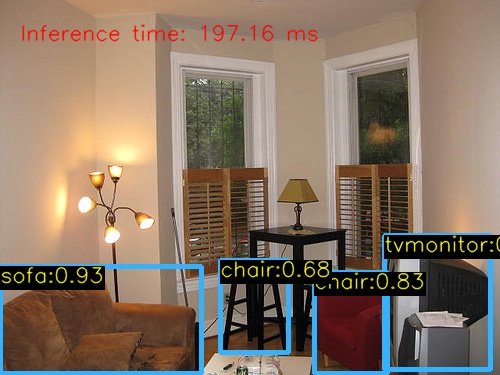 Inference time: 197.16 ms
tvmonitor:0
chair:0.68
sofa:0.93
chair:0.83